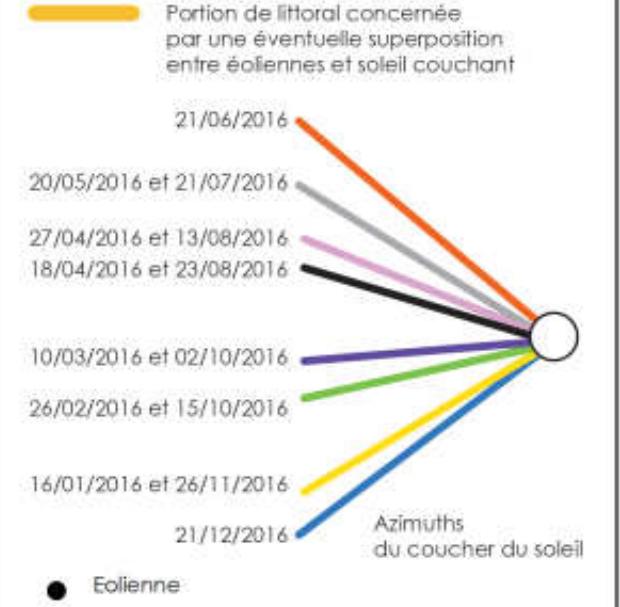 Portion de littoral concernée
par une éventuelle superposition
entre éoliennes et soleil couchant
21/06/2016
20/05/2016 et 21/07/2016
27/04/2016 et 13/08/2016
18/04/2016 et 23/08/2016
10/03/2016 et 02/10/2016
26/02/2016 et 15/10/2016
16/01/2016 et 26/11/2016
21/12/2016
Azimuths
du coucher du soleil
Eolienne